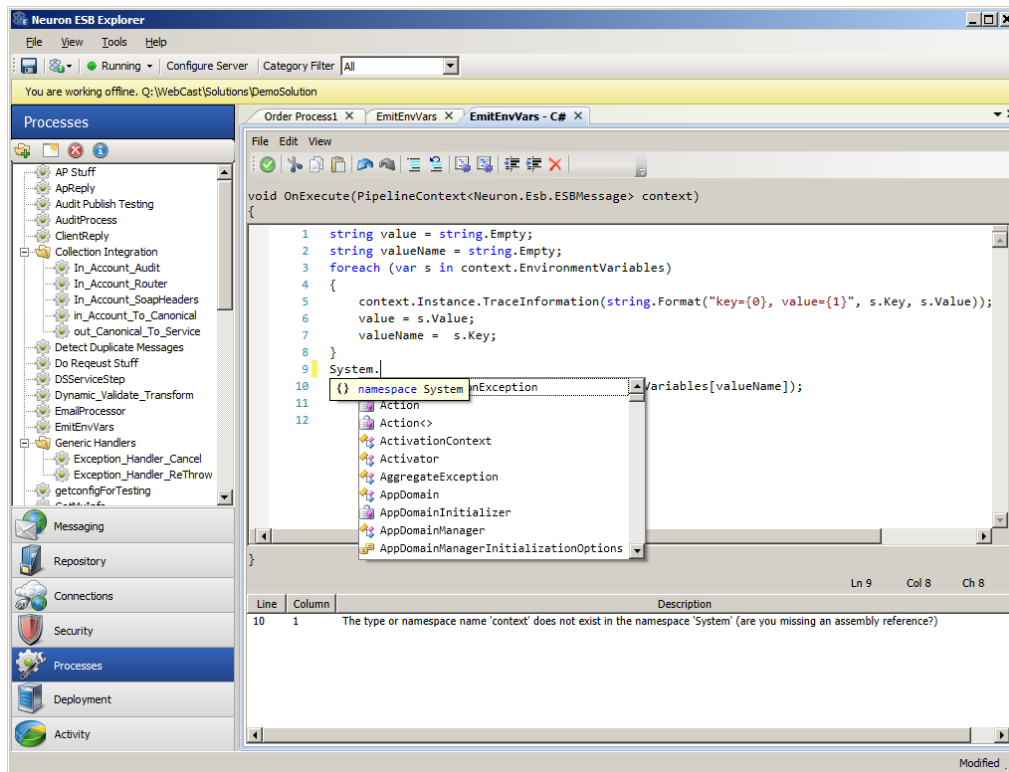 Neuron ESB Explorer
File View Tools Help
Running Configure Server Category Filter All
You are working offline. Q:\WebCast\Solutions\DemoSolution
Processes
Order Process1 EmitEnvVars EmitEnvVars - C#
File Edit View
AP Stuff
ApReply
Audit Publish Testing
AuditProcess
ClientReply
Collection Integration
In_Account_Audit
In_Account_Router
In_Account_SoapHeaders
in_Account_To_Canonical
out_Canonical_To_Service
Detect Duplicate Messages
Do Reqeust Stuff
DSServiceStep
Dynamic_Validate_Transform
EmailProcessor
EmitEnvVars
Generic Handlers
Exception_Handler_Cancel
Exception_Handler_ReThrow
getconfigForTesting
Messaging
Repository
Connections
Security
Processes
Deployment
Activity
void OnExecute(PipelineContext<Neuron.Esb.ESBMessage> context)
{
1 string value = string.Empty;
2 string valueName = string.Empty;
3 foreach (var s in context.EnvironmentVariables)
4 {
5 context.Instance.TraceInformation(string.Format("key={0}, value={1}", s.Key, s.Value));
6 value = s.Value;
7 valueName = s.Key;
8 }
9 System.
10 {} namespace System onException Variables[valueName]);
11 Action
12 Action<>
ActivationContext
Activator
AggregateException
AppDomain
AppDomainInitializer
AppDomainManager
AppDomainManagerInitializationOptions
}
Ln 9 Col 8 Ch 8
Line Column Description
10 1 The type or namespace name 'context' does not exist in the namespace 'System' (are you missing an assembly reference?)
Modified